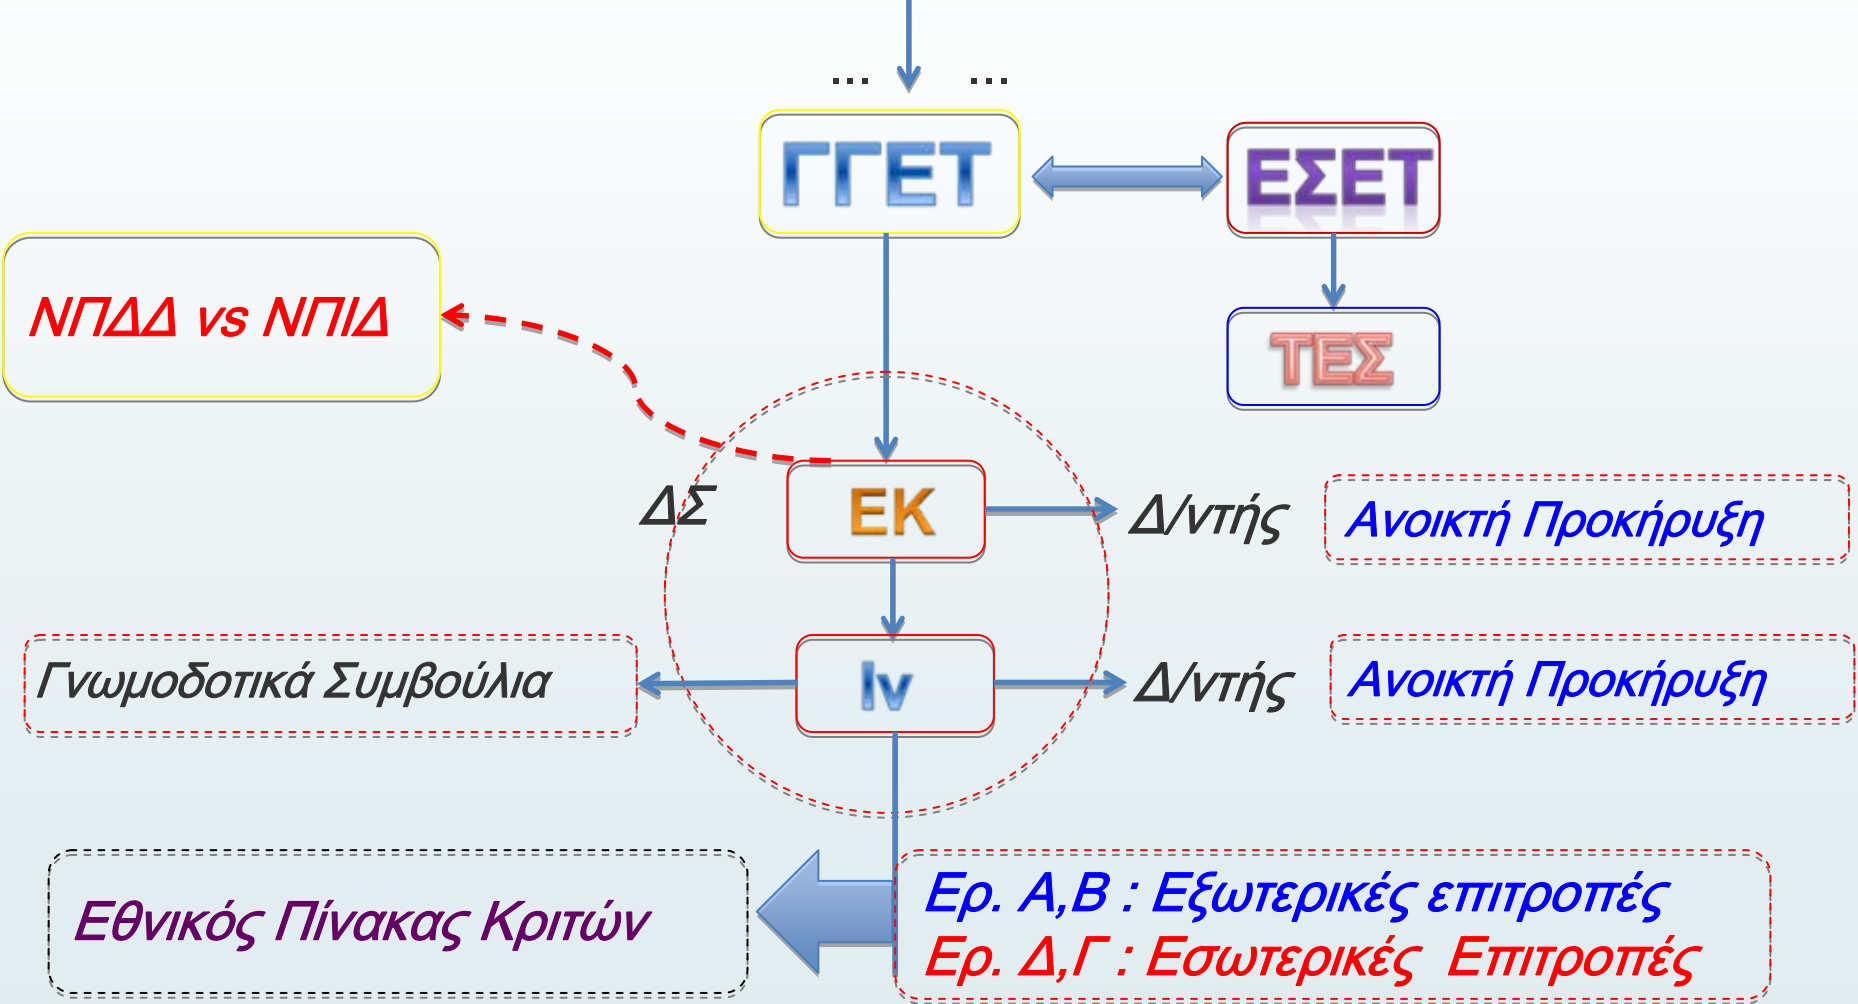 ... ...
ΓΓΕΤ
ΕΣΕΤ
ΝΠΔΔ vs ΝΠΙΔ
ΤΕΣ
ΔΣ
ΕΚ
Δ/ντής
Ανοικτή Προκήρυξη
Γνωμοδοτικά Συμβούλια
Ιν
Δ/ντής
Ανοικτή Προκήρυξη
Εθνικός Πίνακας Κριτών
Ερ. Α,Β : Εξωτερικές επιτροπές
Ερ. Δ,Γ : Εσωτερικές Επιτροπές